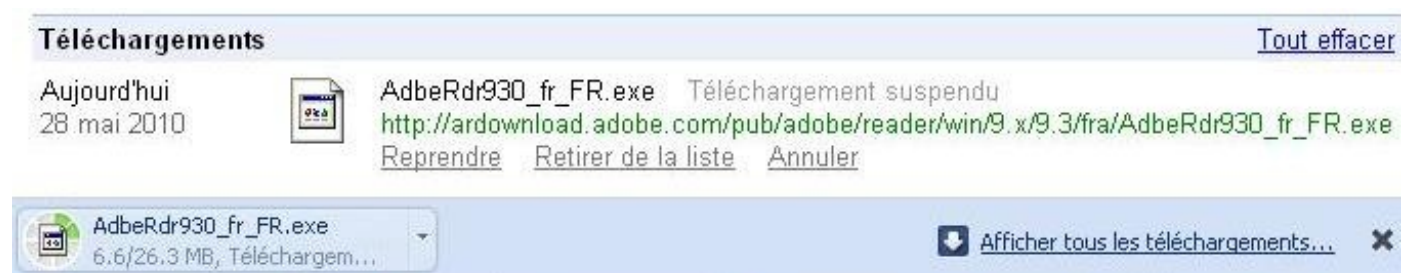 Téléchargements Tout effacer
Aujourd'hui AdbeRdr930_fr_FR.exe Téléchargement suspendu
28 mai 2010 http://ardownload.adobe.com/pub/adobe/reader/win/9.x/9.3/fra/AdbeRdr930_fr_FR.exe
Reprendre Retirer de la liste Annuler
AdbeRdr930_fr_FR.exe
6.6/26.3 MB, Téléchargem... Afficher tous les téléchargements...